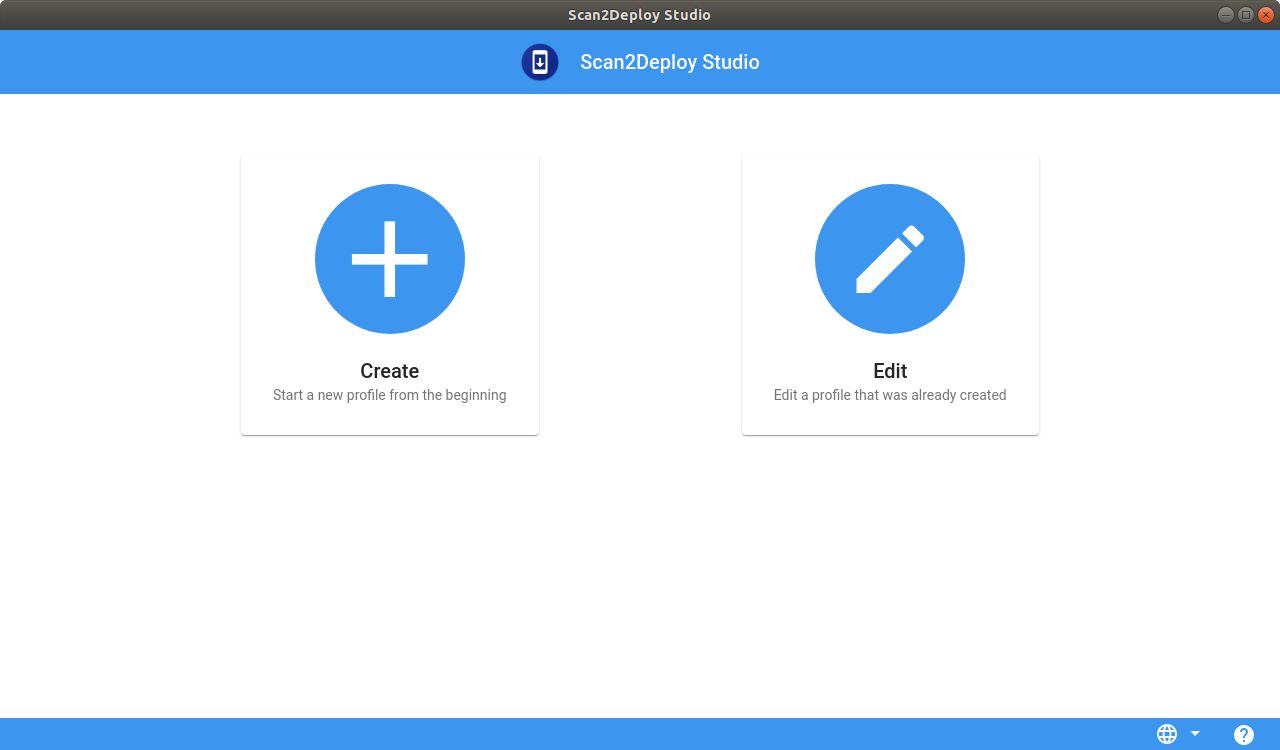 Scan2Deploy Studio
Scan2Deploy Studio
Create
Start a new profile from the beginning
Edit
Edit a profile that was already created